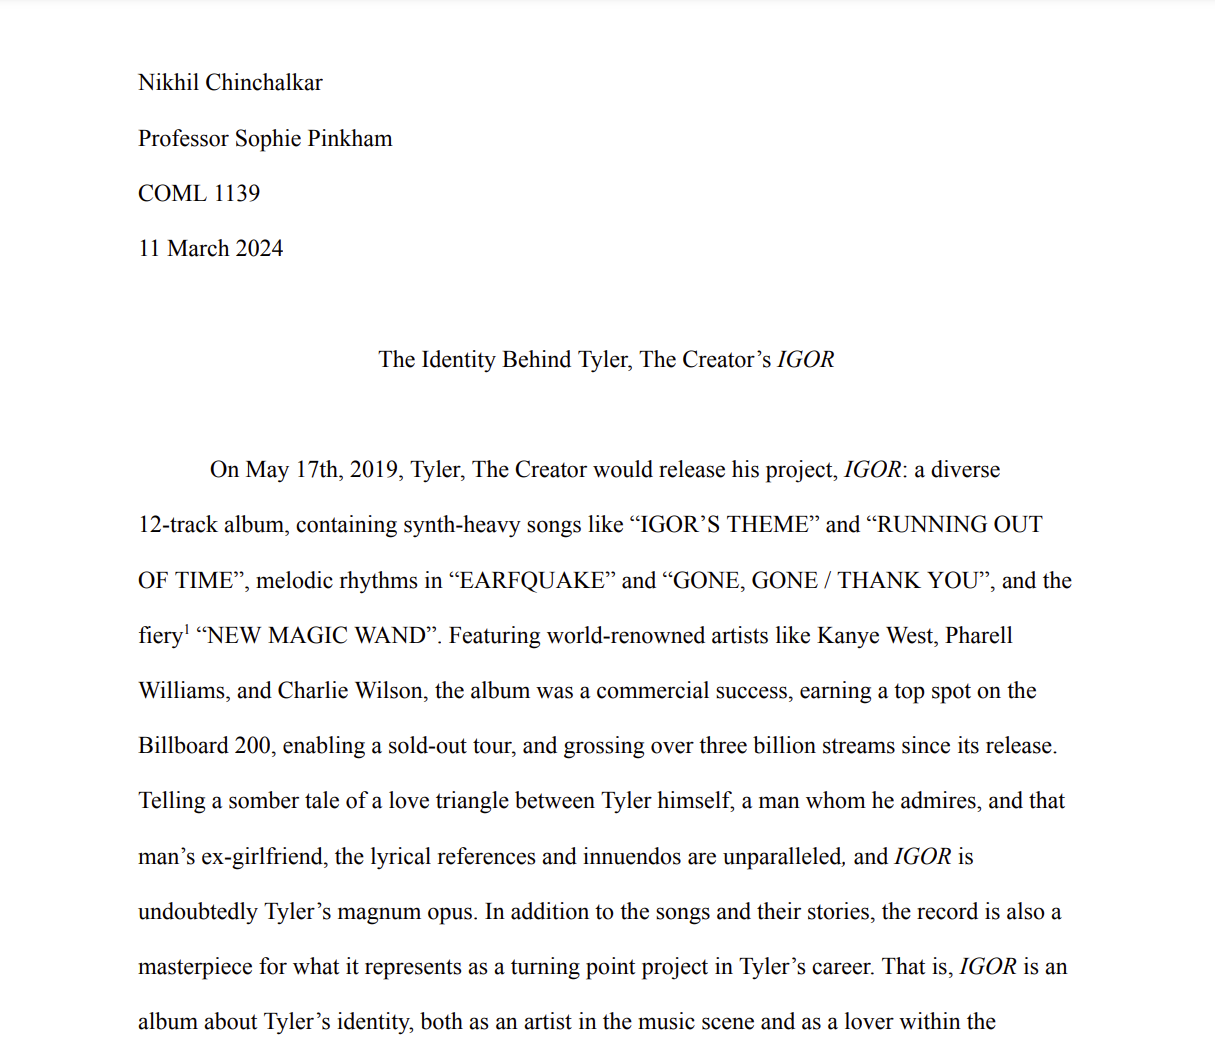 Nikhil Chinchalkar
Professor Sophie Pinkham
COML 1139
11 March 2024
The Identity Behind Tyler, The Creator’s IGOR
On May 17th, 2019, Tyler, The Creator would release his project, IGOR: a diverse
12-track album, containing synth-heavy songs like “IGOR’S THEME” and “RUNNING OUT
OF TIME”, melodic rhythms in “EARFQUAKE” and “GONE, GONE / THANK YOU”, and the
fiery1 “NEW MAGIC WAND”. Featuring world-renowned artists like Kanye West, Pharell
Williams, and Charlie Wilson, the album was a commercial success, earning a top spot on the
Billboard 200, enabling a sold-out tour, and grossing over three billion streams since its release.
Telling a somber tale of a love triangle between Tyler himself, a man whom he admires, and that
man’s ex-girlfriend, the lyrical references and innuendos are unparalleled, and IGOR is
undoubtedly Tyler’s magnum opus. In addition to the songs and their stories, the record is also a
masterpiece for what it represents as a turning point project in Tyler’s career. That is, IGOR is an
album about Tyler’s identity, both as an artist in the music scene and as a lover within the